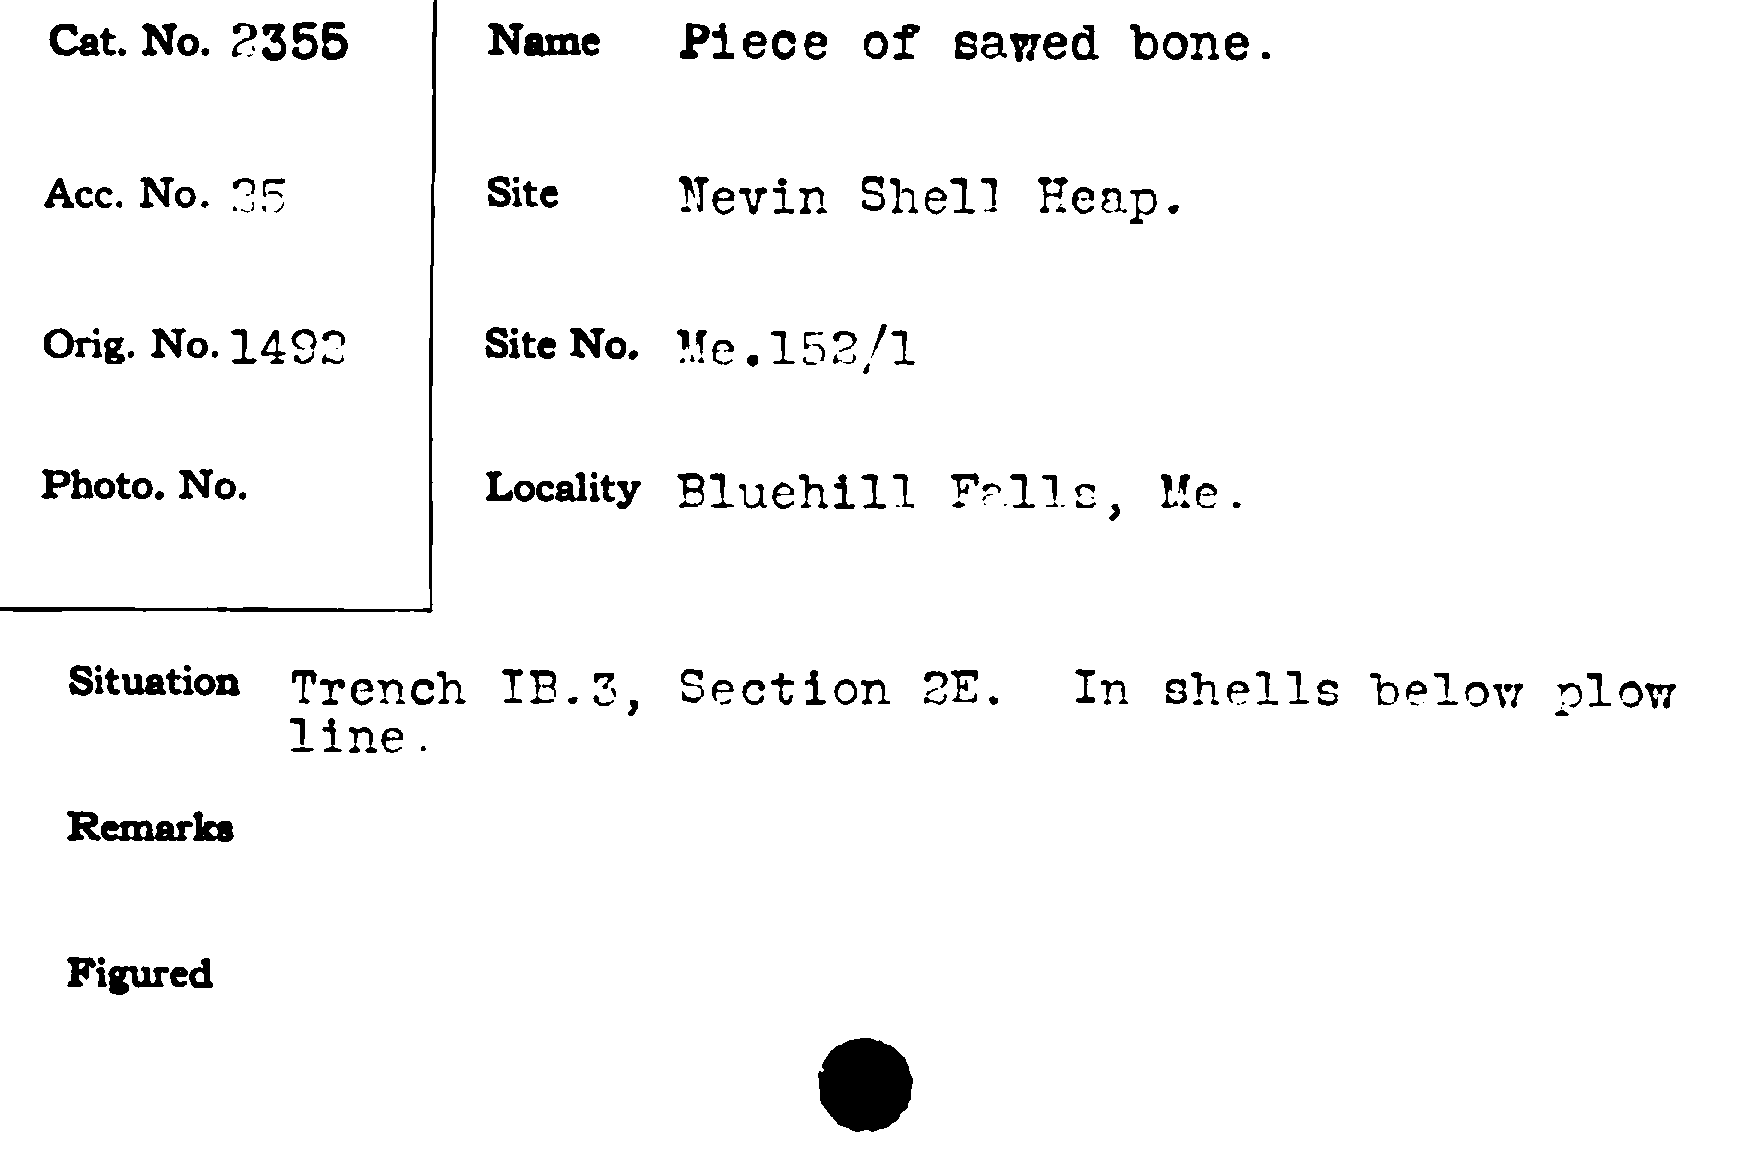 Cat. No. 2355
Name Piece of sawed bone.
Acc. No. 35
Site Nevin Shell Heap.
Orig. No. 1492
Site No. Me.152/1
Photo. No.
Locality Bluehill Falls, Me.
Situation Trench IB.3, Section 2E. In shells below plow
line.
Remarks
Figured